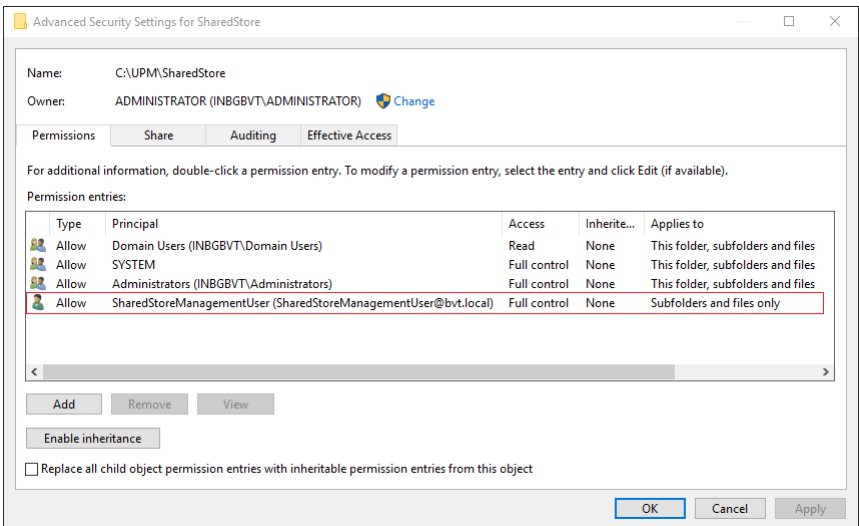 Advanced Security Settings for SharedStore
Name: C:\UPM\SharedStore
Owner: ADMINISTRATOR (INBGBVT\ADMINISTRATOR) Change
Permissions Share Auditing Effective Access
For additional information, double-click a permission entry. To modify a permission entry, select the entry and click Edit (if available).
Permission entries:
Type Principal Access Inherite... Applies to
Allow Domain Users (INBGBVT\Domain Users) Read None This folder, subfolders and files
Allow SYSTEM Full control None This folder, subfolders and files
Allow Administrators (INBGBVT\Administrators) Full control None This folder, subfolders and files
Allow SharedStoreManagementUser (SharedStoreManagementUser@bvt.local) Full control None Subfolders and files only
Add Remove View
Enable inheritance
Replace all child object permission entries with inheritable permission entries from this object
OK Cancel Apply